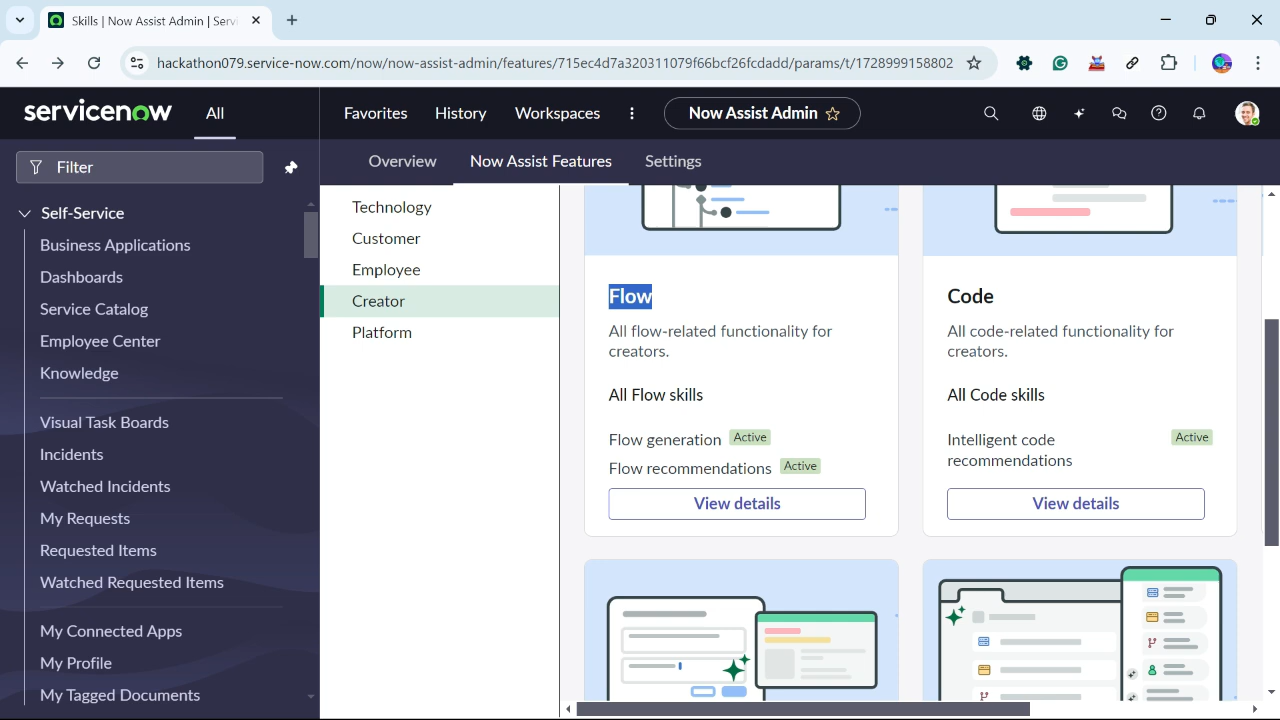 Skills | Now Assist Admin | Servi
hackathon079.service-now.com/now/now-assist-admin/features/715ec4d7a320311079f66bcf26fcdadd/params/t/1728999158802
servicenow
All
Favorites
History
Workspaces
Now Assist Admin
Filter
Overview
Now Assist Features
Settings
Self-Service
Business Applications
Dashboards
Service Catalog
Employee Center
Knowledge
Visual Task Boards
Incidents
Watched Incidents
My Requests
Requested Items
Watched Requested Items
My Connected Apps
My Profile
My Tagged Documents
Technology
Customer
Employee
Creator
Platform
Flow
All flow-related functionality for
creators.
All Flow skills
Flow generation Active
Flow recommendations Active
View details
Code
All code-related functionality for
creators.
All Code skills
Intelligent code Active
recommendations
View details